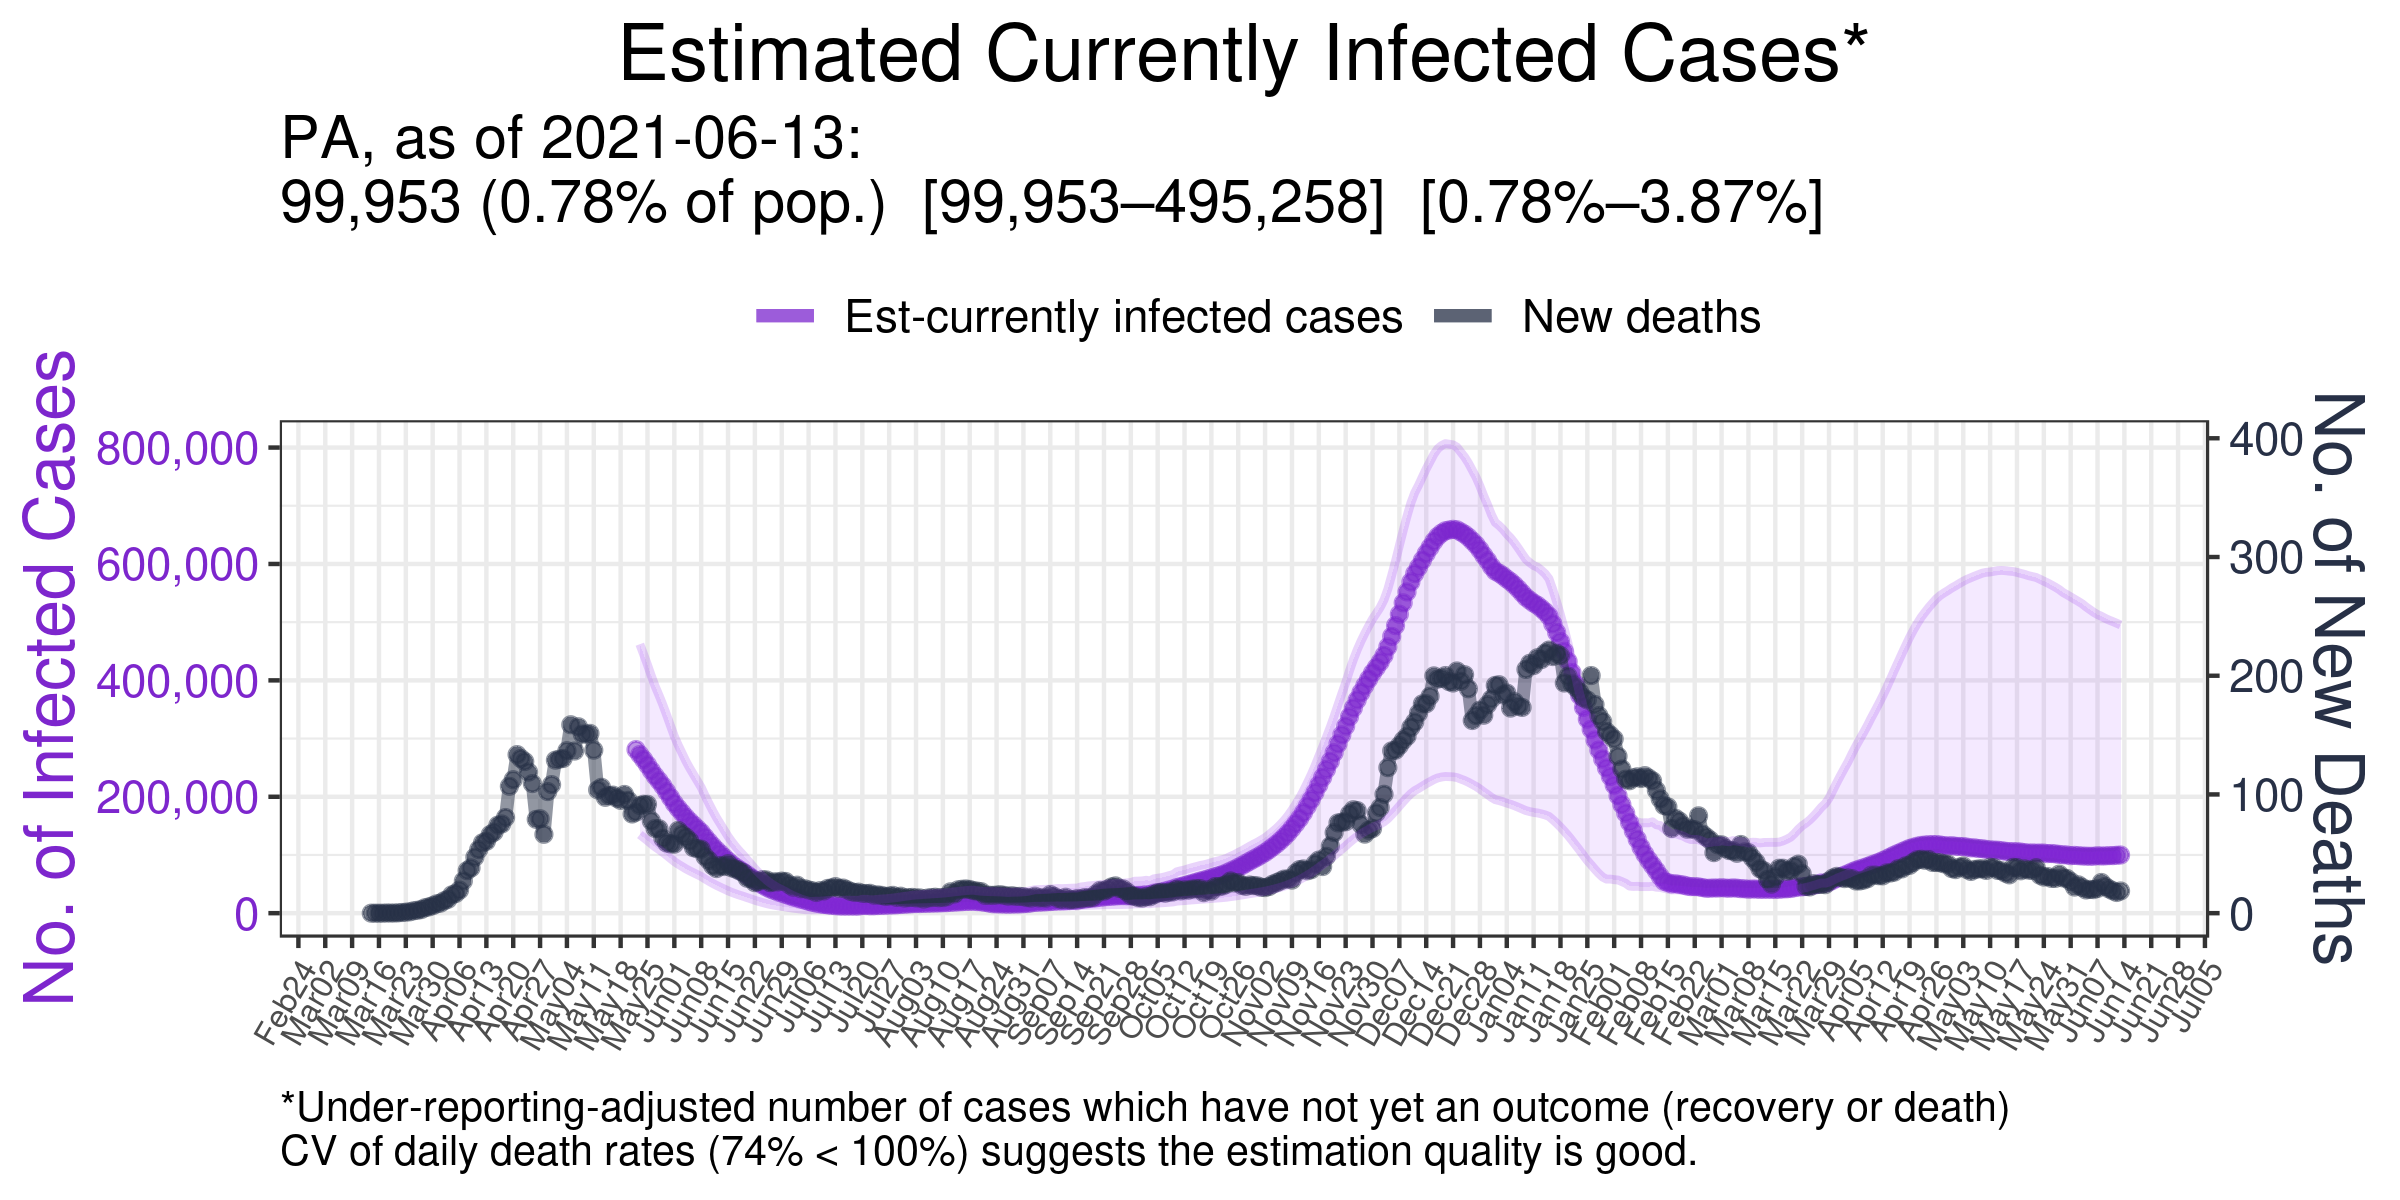 Estimated Currently Infected Cases*
PA, as of 2021-06-13:
99,953 (0.78% of pop.) [99,953–495,258] [0.78%–3.87%]
Est-currently infected cases
New deaths
No. of Infected Cases
800,000
600,000
400,000
200,000
0
400
300
200
100
0
No. of New Deaths
Feb24
Mar02
Mar09
Mar16
Mar23
Mar30
Apr06
Apr13
Apr20
Apr27
May04
May11
May18
May25
Jun01
Jun08
Jun15
Jun22
Jun29
Jul06
Jul13
Jul20
Jul27
Aug03
Aug10
Aug17
Aug24
Aug31
Sep07
Sep14
Sep21
Sep28
Oct05
Oct12
Oct19
Oct26
Nov02
Nov09
Nov16
Nov23
Nov30
Dec07
Dec14
Dec21
Dec28
Jan04
Jan11
Jan18
Jan25
Feb01
Feb08
Feb15
Feb22
Mar01
Mar08
Mar15
Mar22
Mar29
Apr05
Apr12
Apr19
Apr26
May03
May10
May17
May24
May31
Jun07
Jun14
Jun21
Jun28
Jul05
*Under-reporting-adjusted number of cases which have not yet an outcome (recovery or death)
CV of daily death rates (74% < 100%) suggests the estimation quality is good.